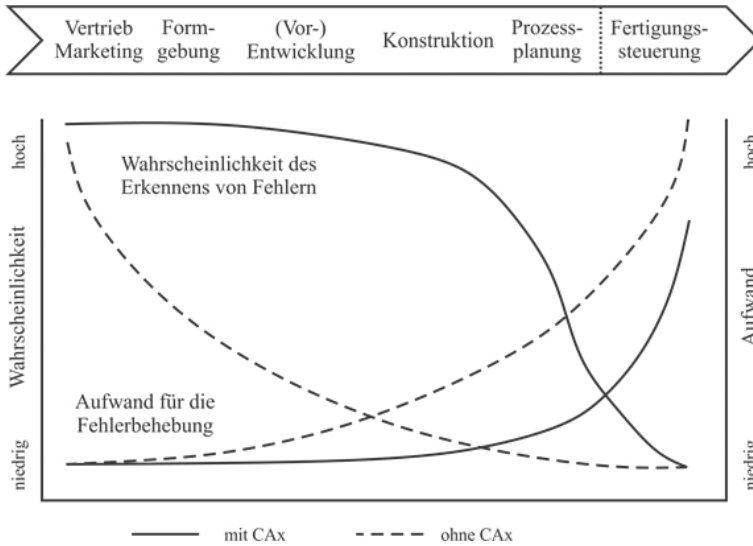 Vertrieb
Marketing
Form-
gebung
(Vor-)
Entwicklung
Konstruktion
Prozess-
planung
Fertigungs-
steuerung
hoch
Wahrscheinlichkeit
niedrig
Wahrscheinlichkeit des
Erkennens von Fehlern
Aufwand für die
Fehlerbehebung
hoch
Aufwand
niedrig
mit CAx
ohne CAx